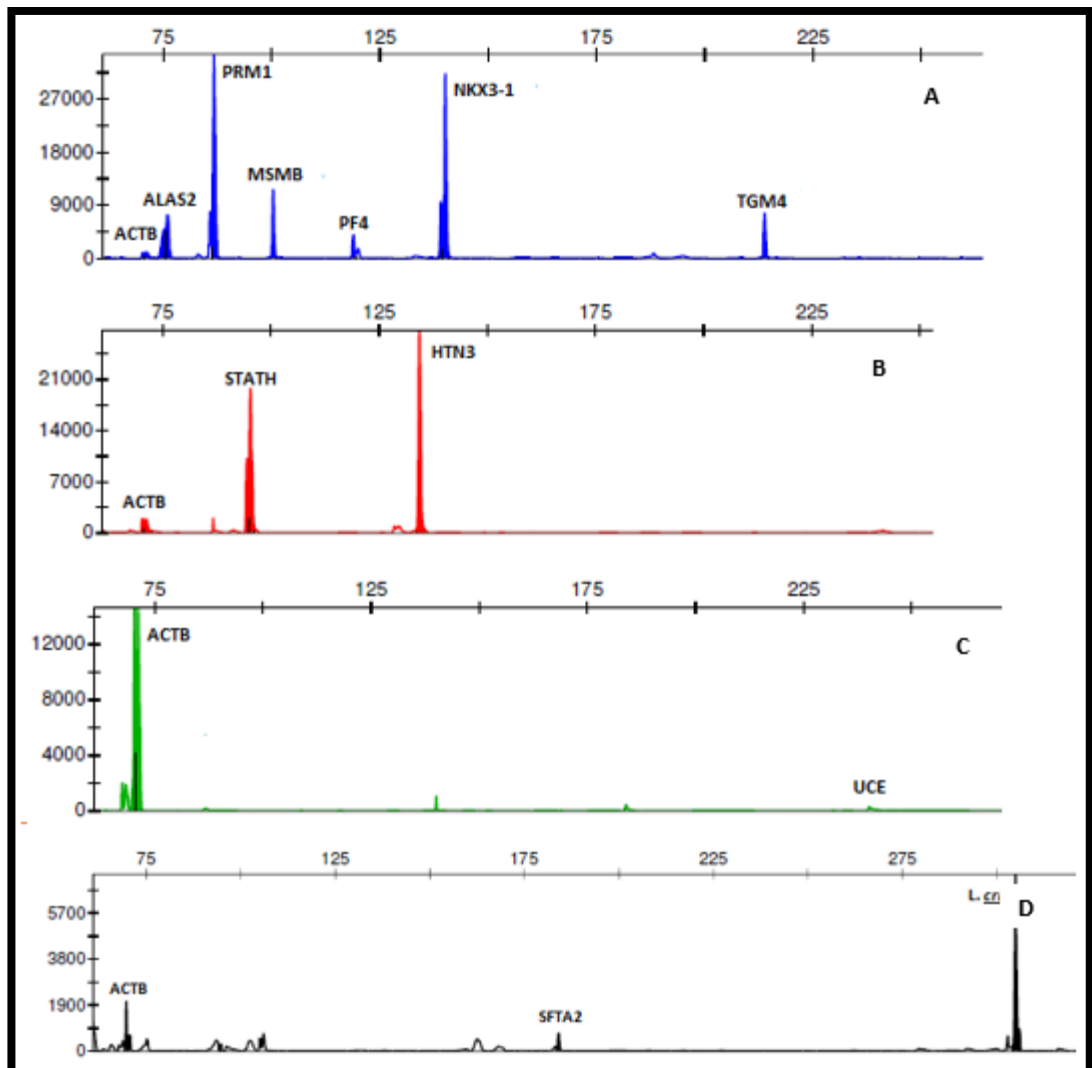 75 125 175 225
PRM1
27000 NKX3-1 A
18000
MSMB
ALAS2
9000 TGM4
PF4
ACTB
0
75 125 175 225
HTN3
B
21000 STATH
14000
7000
ACTB
0
75 125 175 225
ACTB
12000 C
8000
4000
UCE
0
75 125 175 225 275
L. cri
D
5700
3800
ACTB
1900
SFTA2
0